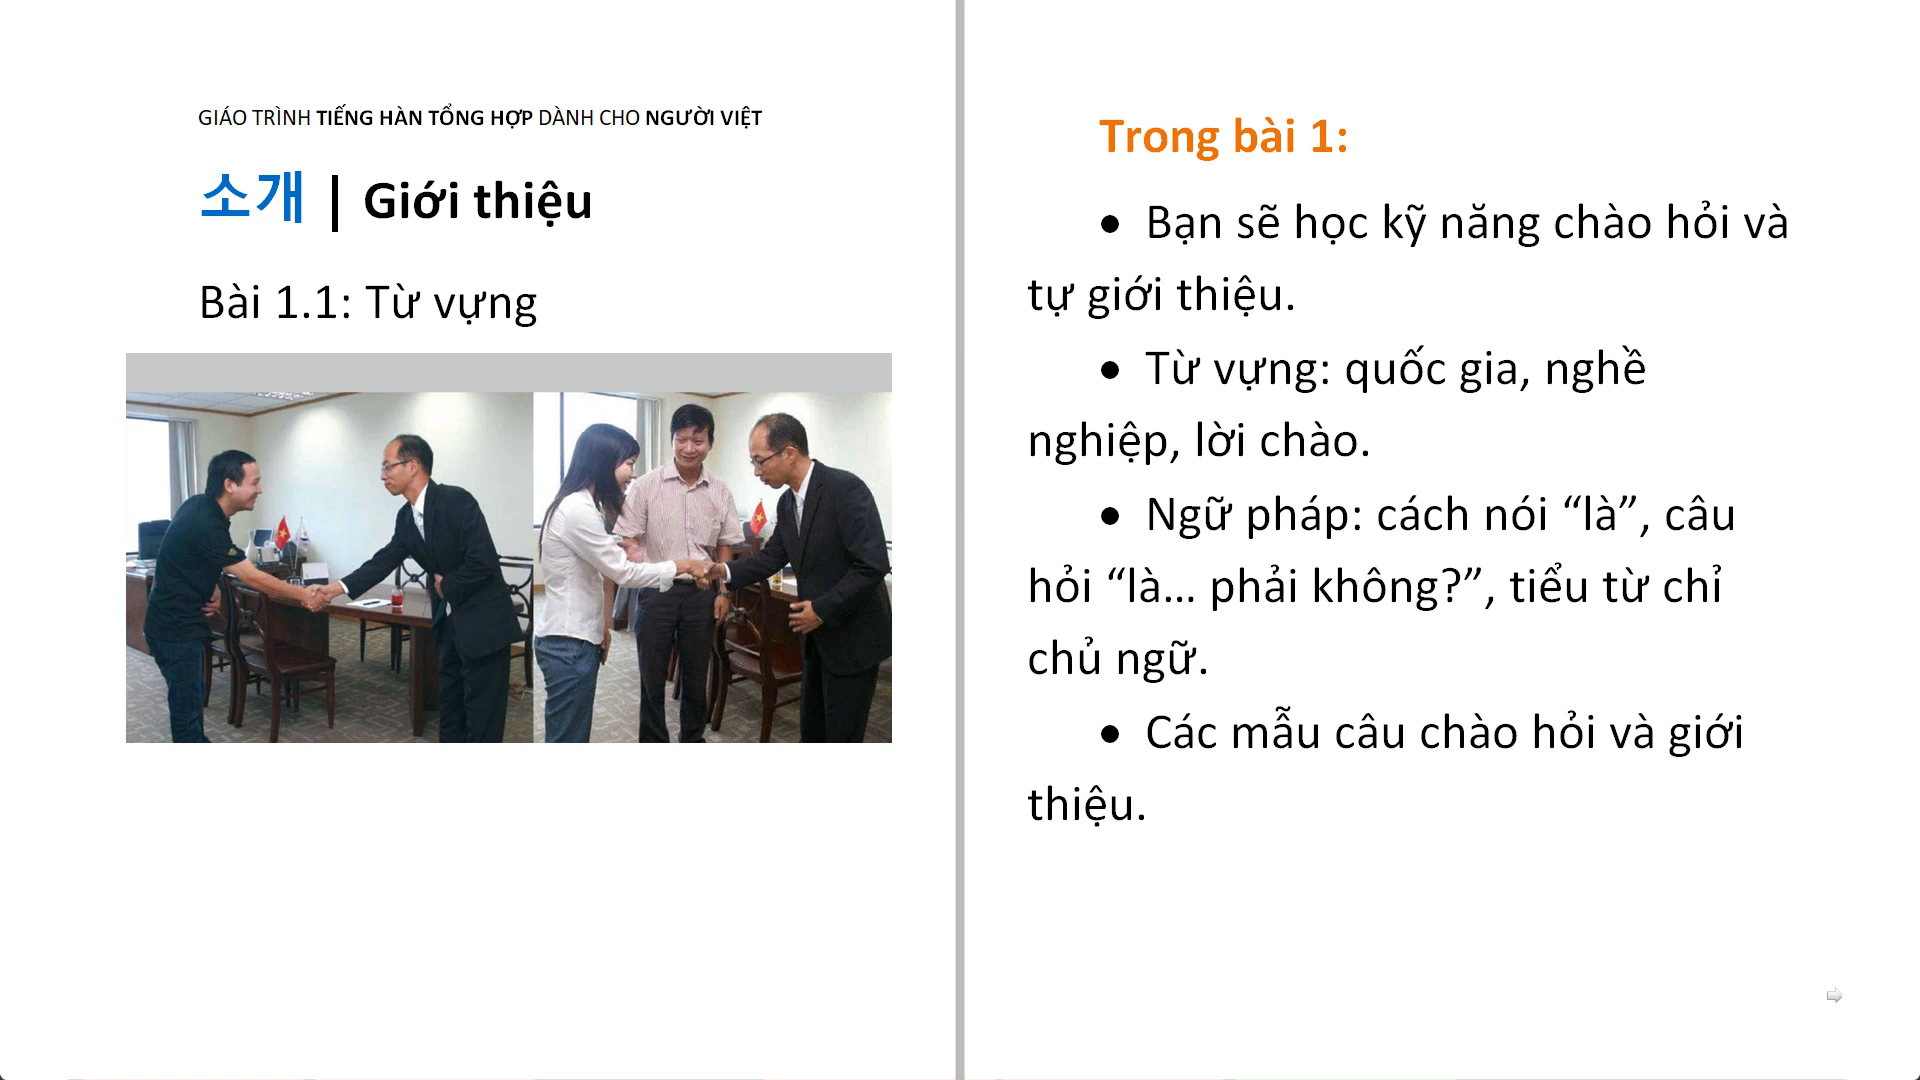 GIÁO TRÌNH TIẾNG HÀN TỔNG HỢP DÀNH CHO NGƯỜI VIỆT
소개 | Giới thiệu
Bài 1.1: Từ vựng
Trong bài 1:
• Bạn sẽ học kỹ năng chào hỏi và
tự giới thiệu.
• Từ vựng: quốc gia, nghề
nghiệp, lời chào.
• Ngữ pháp: cách nói “là”, câu
hỏi “là... phải không?”, tiểu từ chỉ
chủ ngữ.
• Các mẫu câu chào hỏi và giới
thiệu.